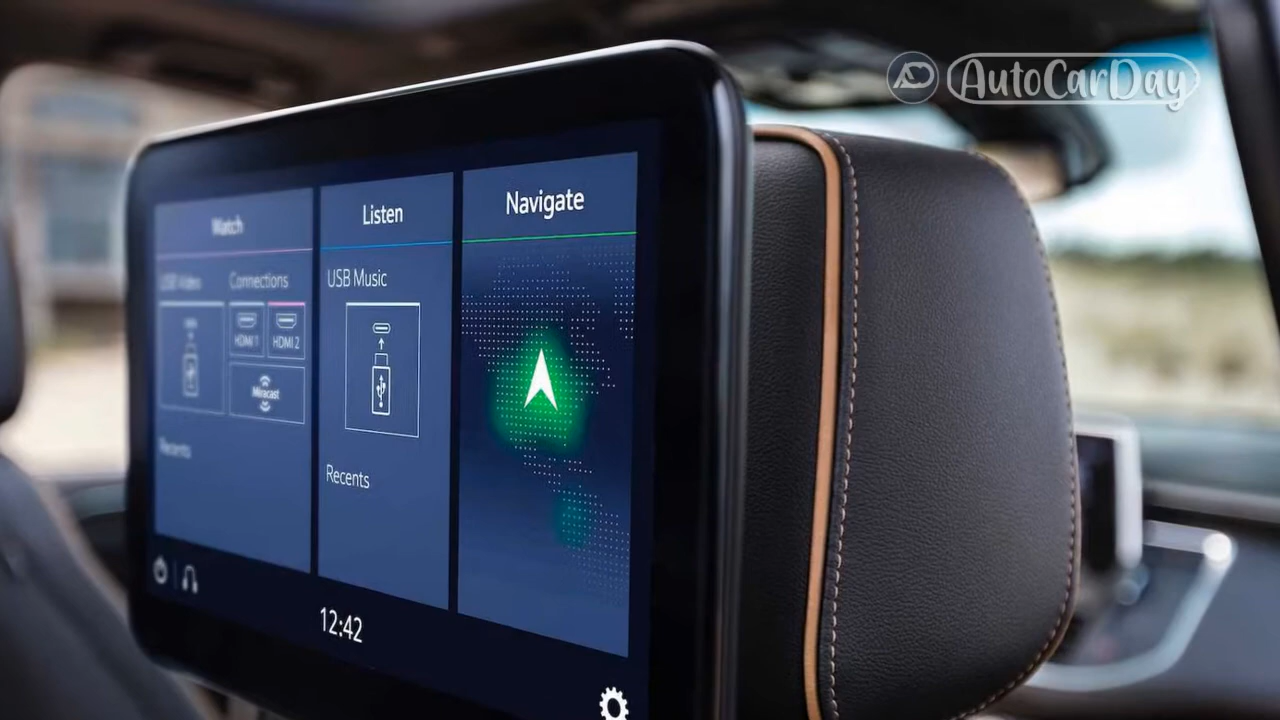 AutoCarDay
Watch
USB Video
Connections
HDMI 1
HDMI 2
Miracast
Recents
Listen
USB Music
Recents
Navigate
12:42